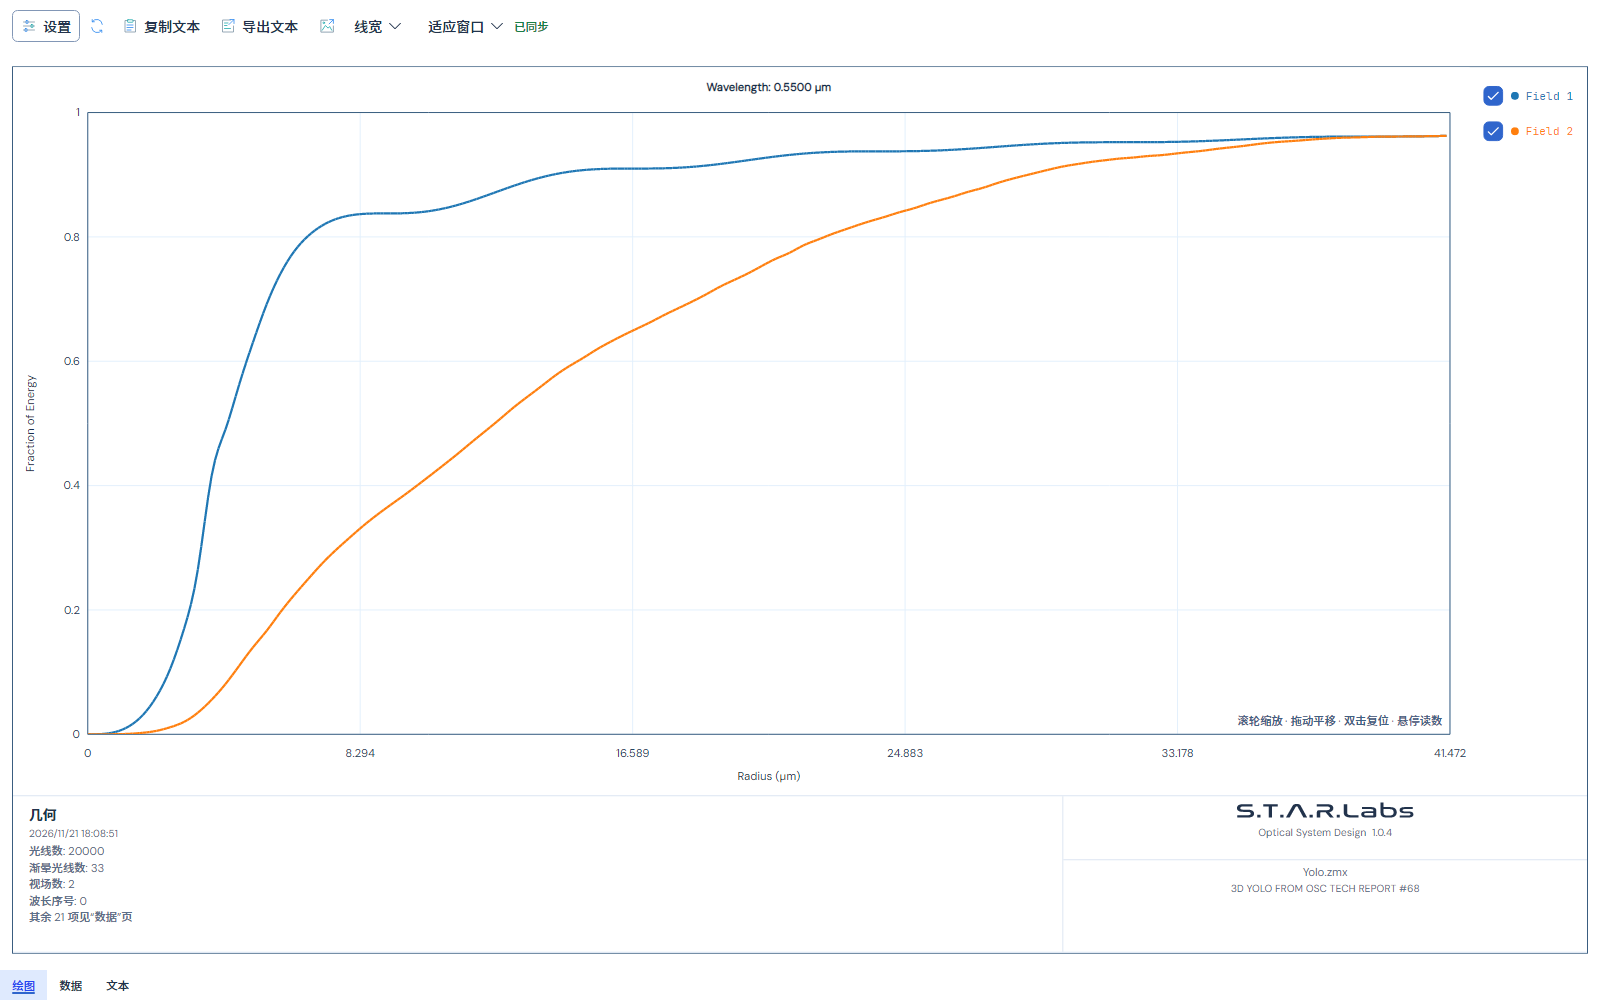 设置 复制文本 导出文本 线宽 适应窗口 已同步
Wavelength: 0.5500 µm
Field 1
Field 2
1
0.8
0.6
0.4
0.2
0
Fraction of Energy
滚轮缩放 · 拖动平移 · 双击复位 · 悬停读数
0 8.294 16.589 24.883 33.178 41.472
Radius (µm)
几何
2026/11/21 18:08:51
光线数: 20000
渐晕光线数: 33
视场数: 2
波长序号: 0
其余 21 项见“数据”页
S.T.A.R.Labs
Optical System Design 1.0.4
Yolo.zmx
3D YOLO FROM OSC TECH REPORT #68
绘图 数据 文本